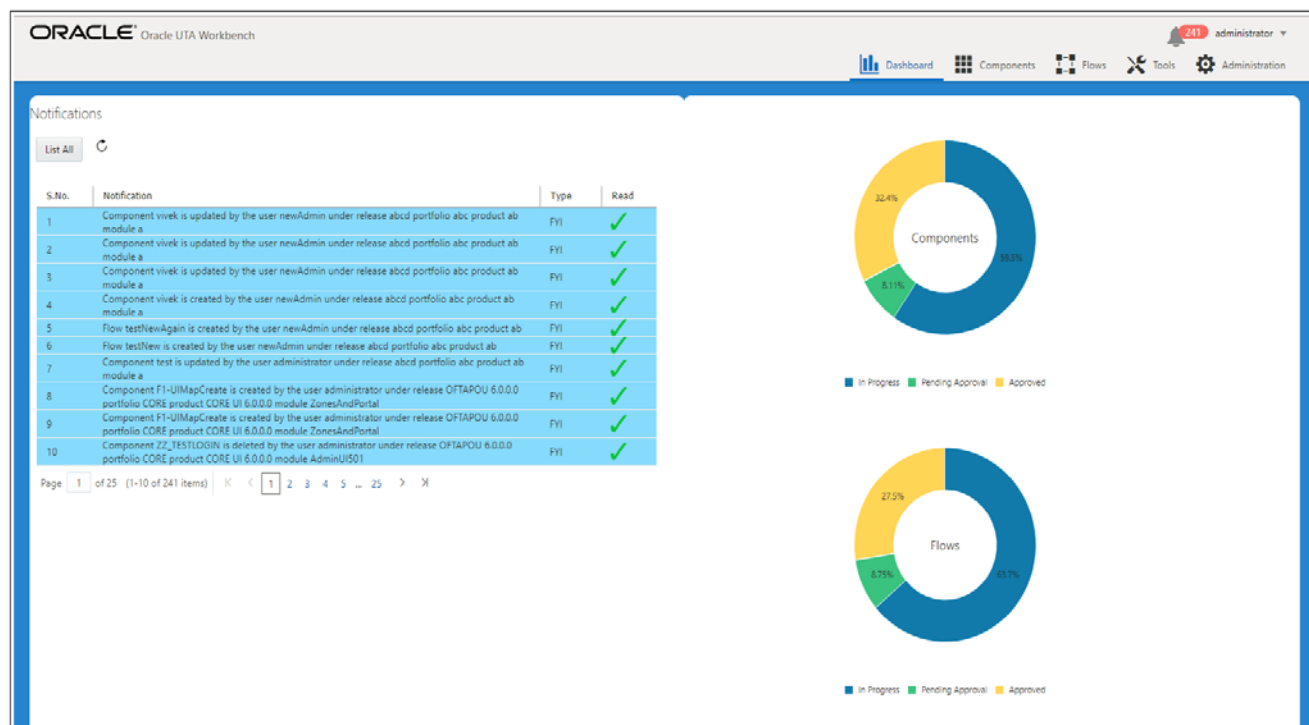 ORACLE® Oracle UTA Workbench
241 administrator
Dashboard Components Flows Tools Administration
Notifications
List All
S.No. Notification Type Read
1 Component vivek is updated by the user newAdmin under release abcd portfolio abc product ab FYI
module a
2 Component vivek is updated by the user newAdmin under release abcd portfolio abc product ab FYI
module a
3 Component vivek is updated by the user newAdmin under release abcd portfolio abc product ab FYI
module a
4 Component vivek is created by the user newAdmin under release abcd portfolio abc product ab FYI
module a
5 Flow testNewAgain is created by the user newAdmin under release abcd portfolio abc product ab FYI
6 Flow testNew is created by the user newAdmin under release abcd portfolio abc product ab FYI
7 Component test is updated by the user administrator under release abcd portfolio abc product ab FYI
module a
8 Component F1-UIMapCreate is created by the user administrator under release OFTAPOU 6.0.0.0 FYI
portfolio CORE product CORE UI 6.0.0.0 module ZonesAndPortal
9 Component F1-UIMapCreate is created by the user administrator under release OFTAPOU 6.0.0.0 FYI
portfolio CORE product CORE UI 6.0.0.0 module ZonesAndPortal
10 Component ZZ_TESTLOGIN is deleted by the user administrator under release OFTAPOU 6.0.0.0 FYI
portfolio CORE product CORE UI 6.0.0.0 module AdminUI501
Page 1 of 25 (1-10 of 241 items) 1 2 3 4 5 ... 25
32.4%
Components
8.11%
In Progress Pending Approval Approved
27.5%
Flows
8.75%
In Progress Pending Approval Approved